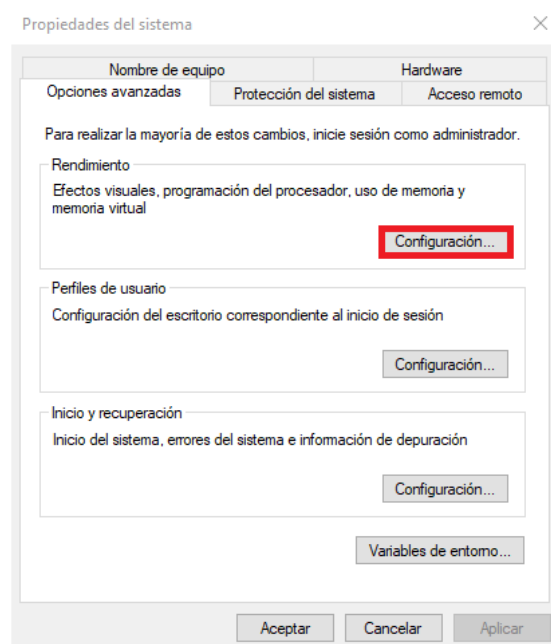 Propiedades del sistema
Nombre de equipo
Hardware
Opciones avanzadas
Protección del sistema
Acceso remoto
Para realizar la mayoría de estos cambios, inicie sesión como administrador.
Rendimiento
Efectos visuales, programación del procesador, uso de memoria y
memoria virtual
Configuración...
Perfiles de usuario
Configuración del escritorio correspondiente al inicio de sesión
Configuración...
Inicio y recuperación
Inicio del sistema, errores del sistema e información de depuración
Configuración...
Variables de entorno...
Aceptar
Cancelar
Aplicar